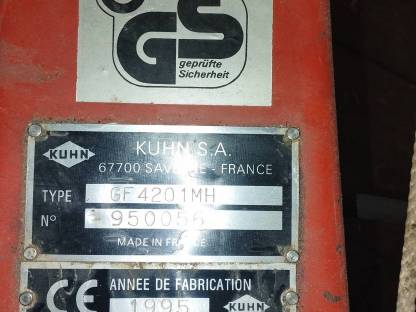 GS
geprüfte
Sicherheit
KUHN
KUHN S.A.
67700 SAVERNE - FRANCE
TYPE GF4201MH
N° 950056
MADE IN FRANCE
CE
ANNEE DE FABRICATION
1995
KUHN